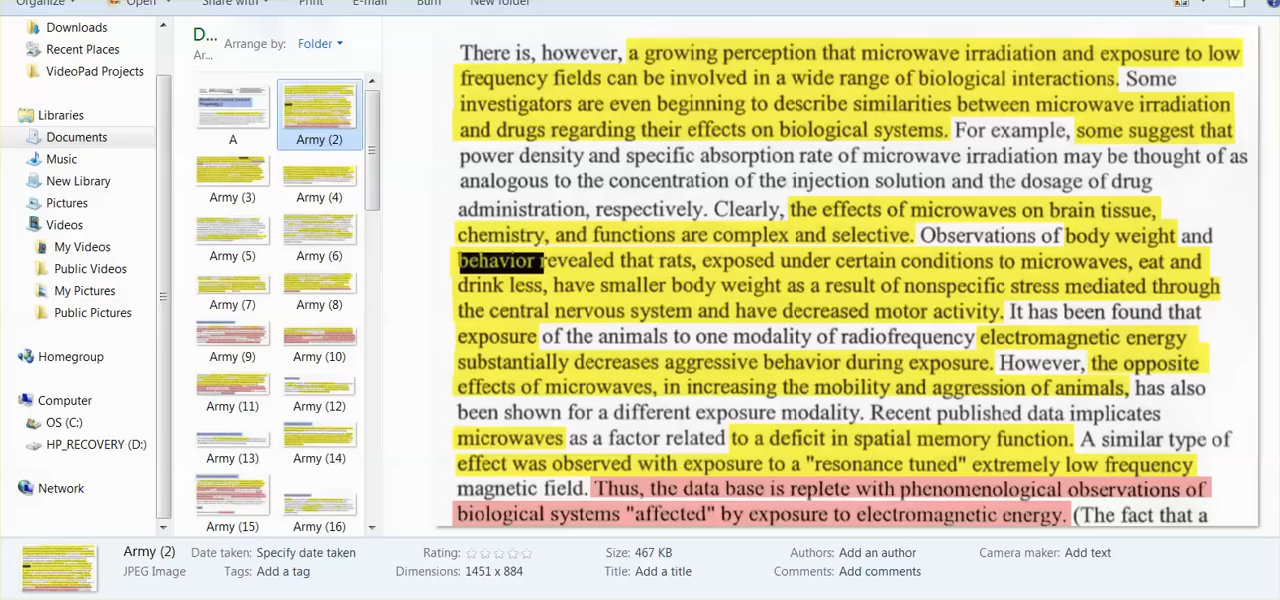 Organize
Open
Share with
Print
E-mail
Burn
New folder
Downloads
Recent Places
VideoPad Projects
Libraries
Documents
Music
New Library
Pictures
Videos
My Videos
Public Videos
My Pictures
Public Pictures
Homegroup
Computer
OS (C:)
HP_RECOVERY (D:)
Network
D...
Ar...
Arrange by: Folder
A
Army (2)
Army (3)
Army (4)
Army (5)
Army (6)
Army (7)
Army (8)
Army (9)
Army (10)
Army (11)
Army (12)
Army (13)
Army (14)
Army (15)
Army (16)
There is, however, a growing perception that microwave irradiation and exposure to low
frequency fields can be involved in a wide range of biological interactions. Some
investigators are even beginning to describe similarities between microwave irradiation
and drugs regarding their effects on biological systems. For example, some suggest that
power density and specific absorption rate of microwave irradiation may be thought of as
analogous to the concentration of the injection solution and the dosage of drug
administration, respectively. Clearly, the effects of microwaves on brain tissue,
chemistry, and functions are complex and selective. Observations of body weight and
behavior revealed that rats, exposed under certain conditions to microwaves, eat and
drink less, have smaller body weight as a result of nonspecific stress mediated through
the central nervous system and have decreased motor activity. It has been found that
exposure of the animals to one modality of radiofrequency electromagnetic energy
substantially decreases aggressive behavior during exposure. However, the opposite
effects of microwaves, in increasing the mobility and aggression of animals, has also
been shown for a different exposure modality. Recent published data implicates
microwaves as a factor related to a deficit in spatial memory function. A similar type of
effect was observed with exposure to a "resonance tuned" extremely low frequency
magnetic field. Thus, the data base is replete with phenomenological observations of
biological systems "affected" by exposure to electromagnetic energy. (The fact that a
Army (2) Date taken: Specify date taken Rating: Size: 467 KB Authors: Add an author Camera maker: Add text
JPEG Image Tags: Add a tag Dimensions: 1451 x 884 Title: Add a title Comments: Add comments